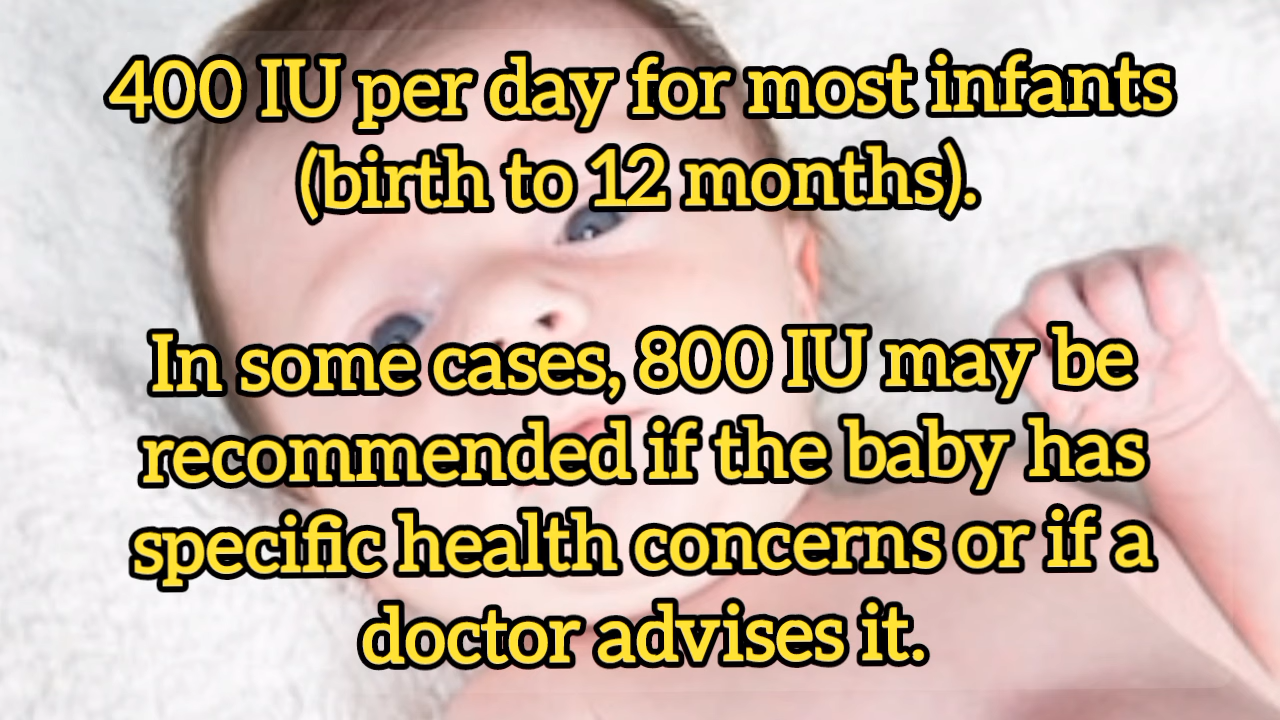 400 IU per day for most infants
(birth to 12 months).
In some cases, 800 IU may be
recommended if the baby has
specific health concerns or if a
doctor advises it.